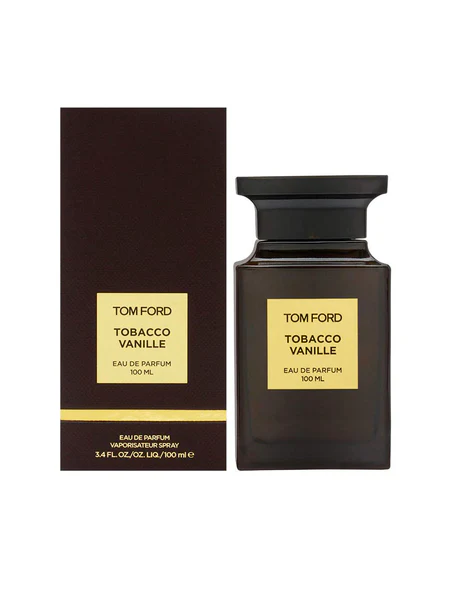 TOM FORD
TOBACCO
VANILLE
EAU DE PARFUM
100 ML
EAU DE PARFUM
VAPORISATEUR SPRAY
3.4 FL. OZ./OZ. LIQ./100 ml ℮
TOM FORD
TOBACCO
VANILLE
EAU DE PARFUM
100 ML